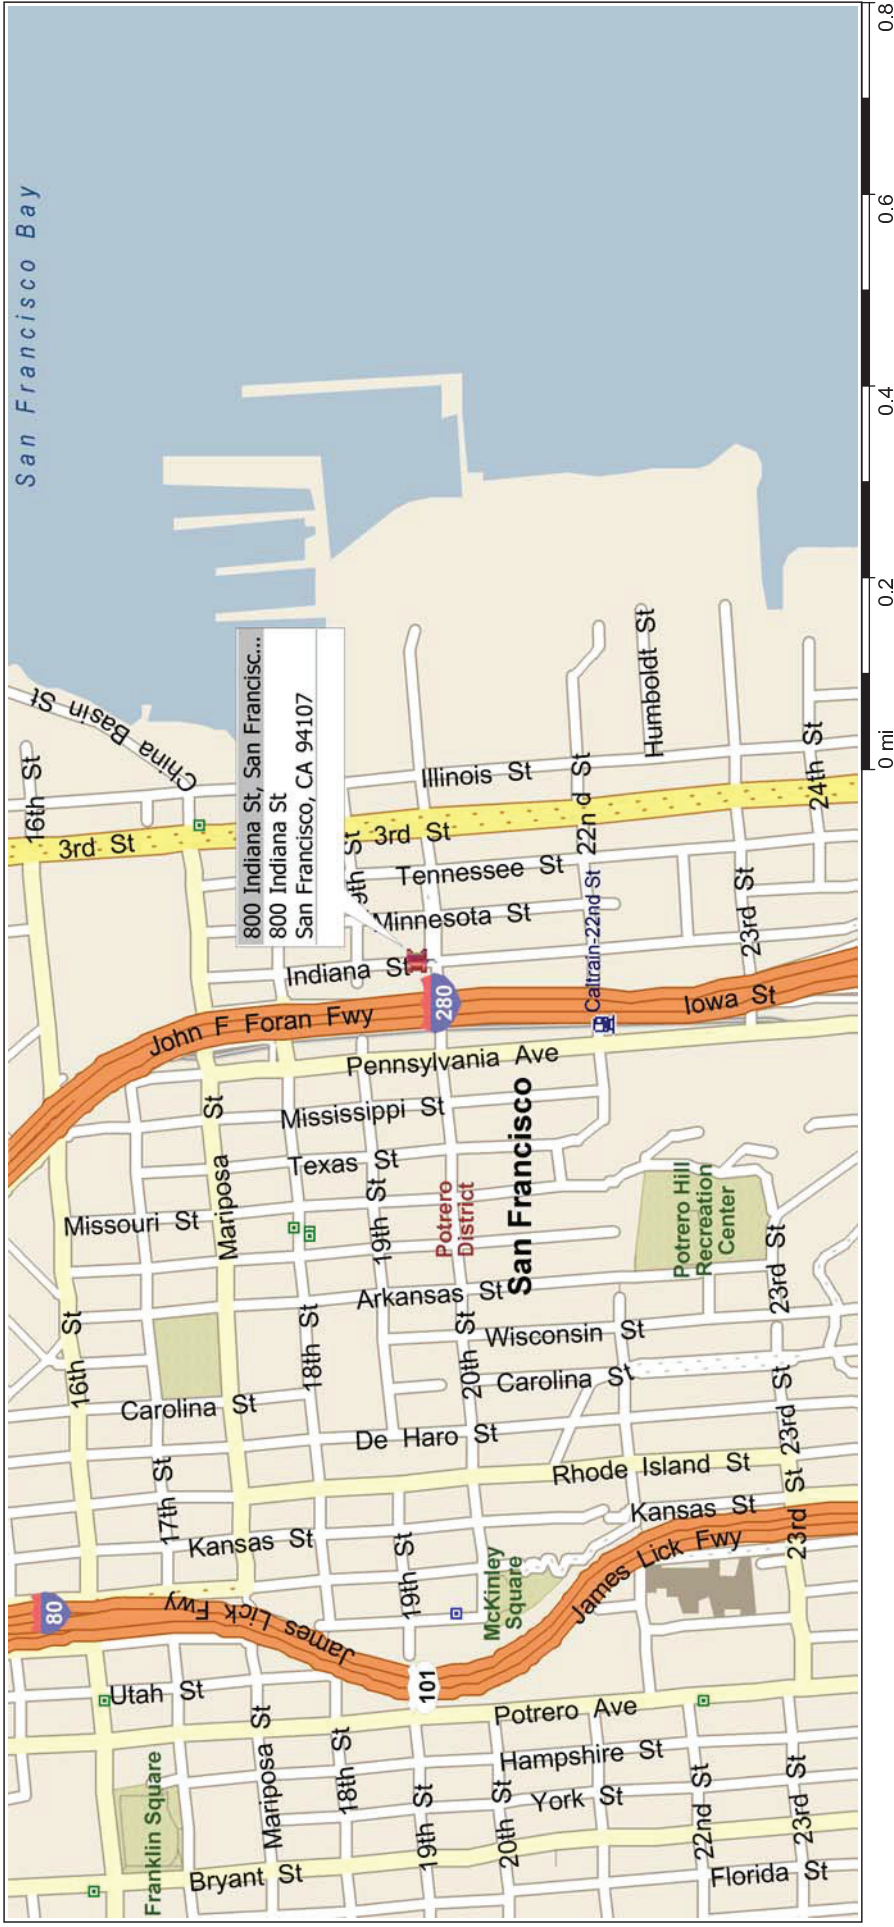 San Francisco Bay
16th St
China Basin St
3rd St
800 Indiana St, San Francisc...
800 Indiana St
San Francisco, CA 94107
Illinois St
3rd St
Humboldt St
22nd St
24th St
Tennessee St
Minnesota St
Indiana St
Caltrain-22nd St
23rd St
280
Iowa St
John F Foran Fwy
Pennsylvania Ave
Mississippi St
Texas St
Missouri St
Mariposa St
19th St
Potrero
District
San Francisco
Potrero Hill
Recreation
Center
23rd St
Arkansas St
16th St
18th St
20th St
Wisconsin St
Carolina St
Carolina St
23rd St
De Haro St
Rhode Island St
17th St
Kansas St
Kansas St
23rd St
19th St
McKinley
Square
James Lick Fwy
James Lick Fwy
80
101
Utah St
Potrero Ave
Mariposa St
18th St
Hampshire St
York St
19th St
20th St
22nd St
23rd St
Franklin Square
Bryant St
Florida St
0 mi
0.2
0.4
0.6
0.8